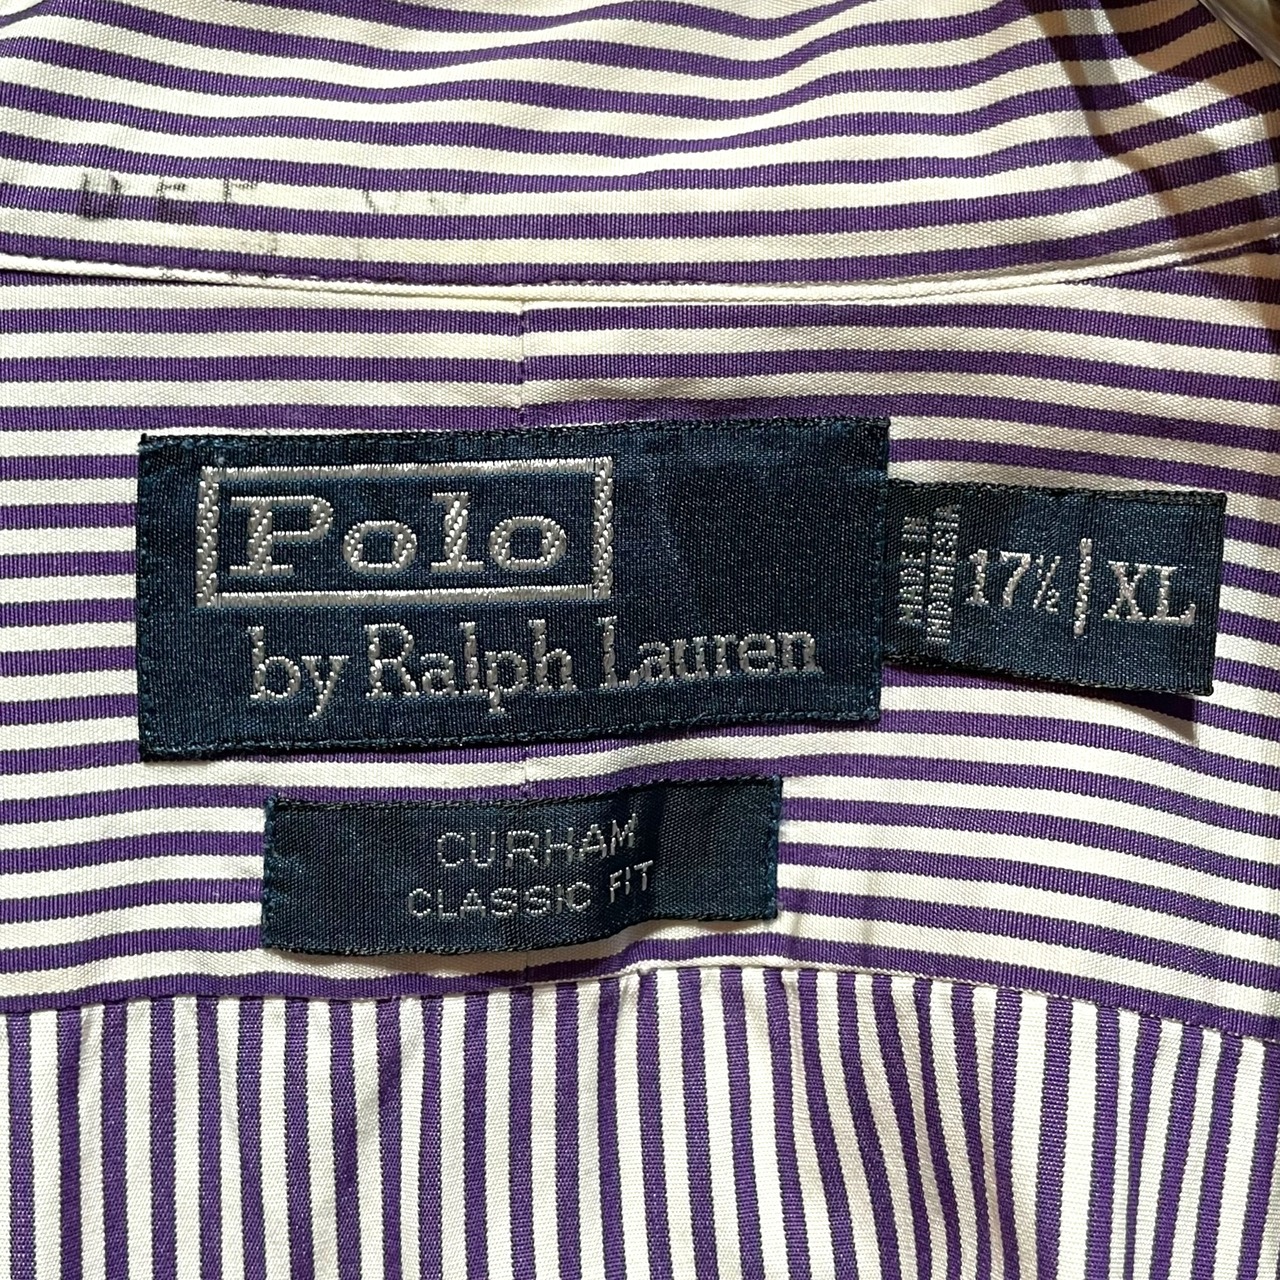 Polo
by Ralph Lauren
MADE IN
INDONESIA
17½ | XL
CURHAM
CLASSIC FIT